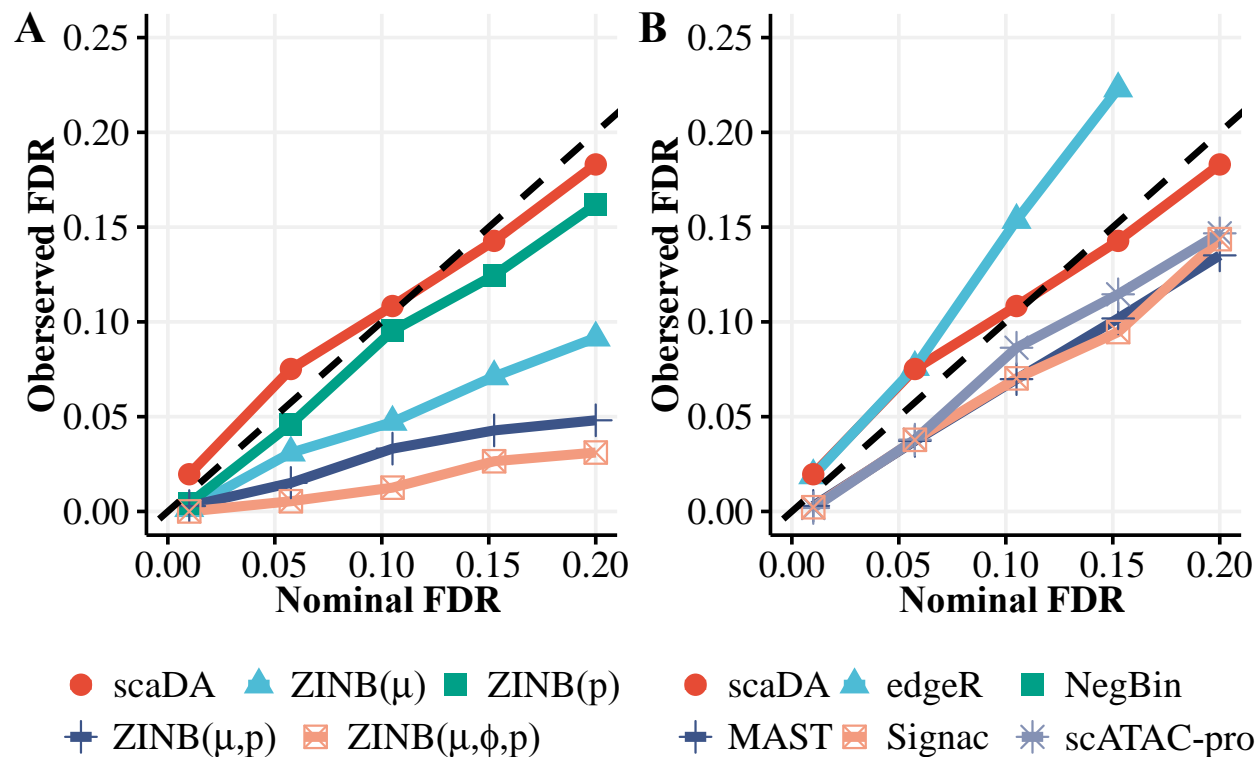 A
B
0.25
0.20
0.15
0.10
0.05
0.00
Oberserved FDR
0.00 0.05 0.10 0.15 0.20
Nominal FDR
0.25
0.20
0.15
0.10
0.05
0.00
Oberserved FDR
0.00 0.05 0.10 0.15 0.20
Nominal FDR
scaDA ZINB(μ) ZINB(p)
ZINB(μ,p) ZINB(μ,ϕ,p)
scaDA edgeR NegBin
MAST Signac scATAC-pro